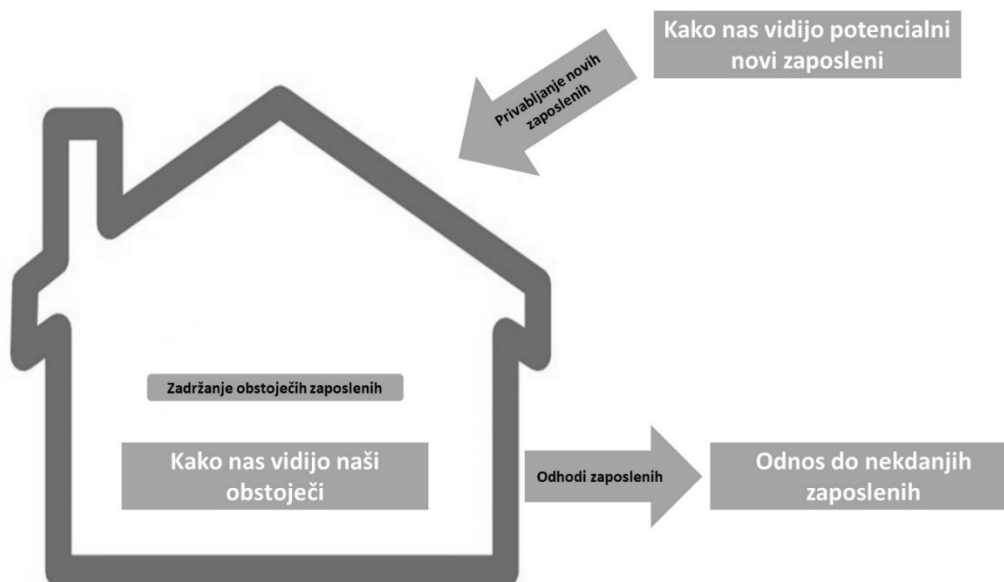 Kako nas vidijo potencialni
novi zaposleni
Privabljanje novih
zaposlenih
Zadržanje obstoječih zaposlenih
Kako nas vidijo naši
obstoječi
Odhodi zaposlenih
Odnos do nekdanjih
zaposlenih